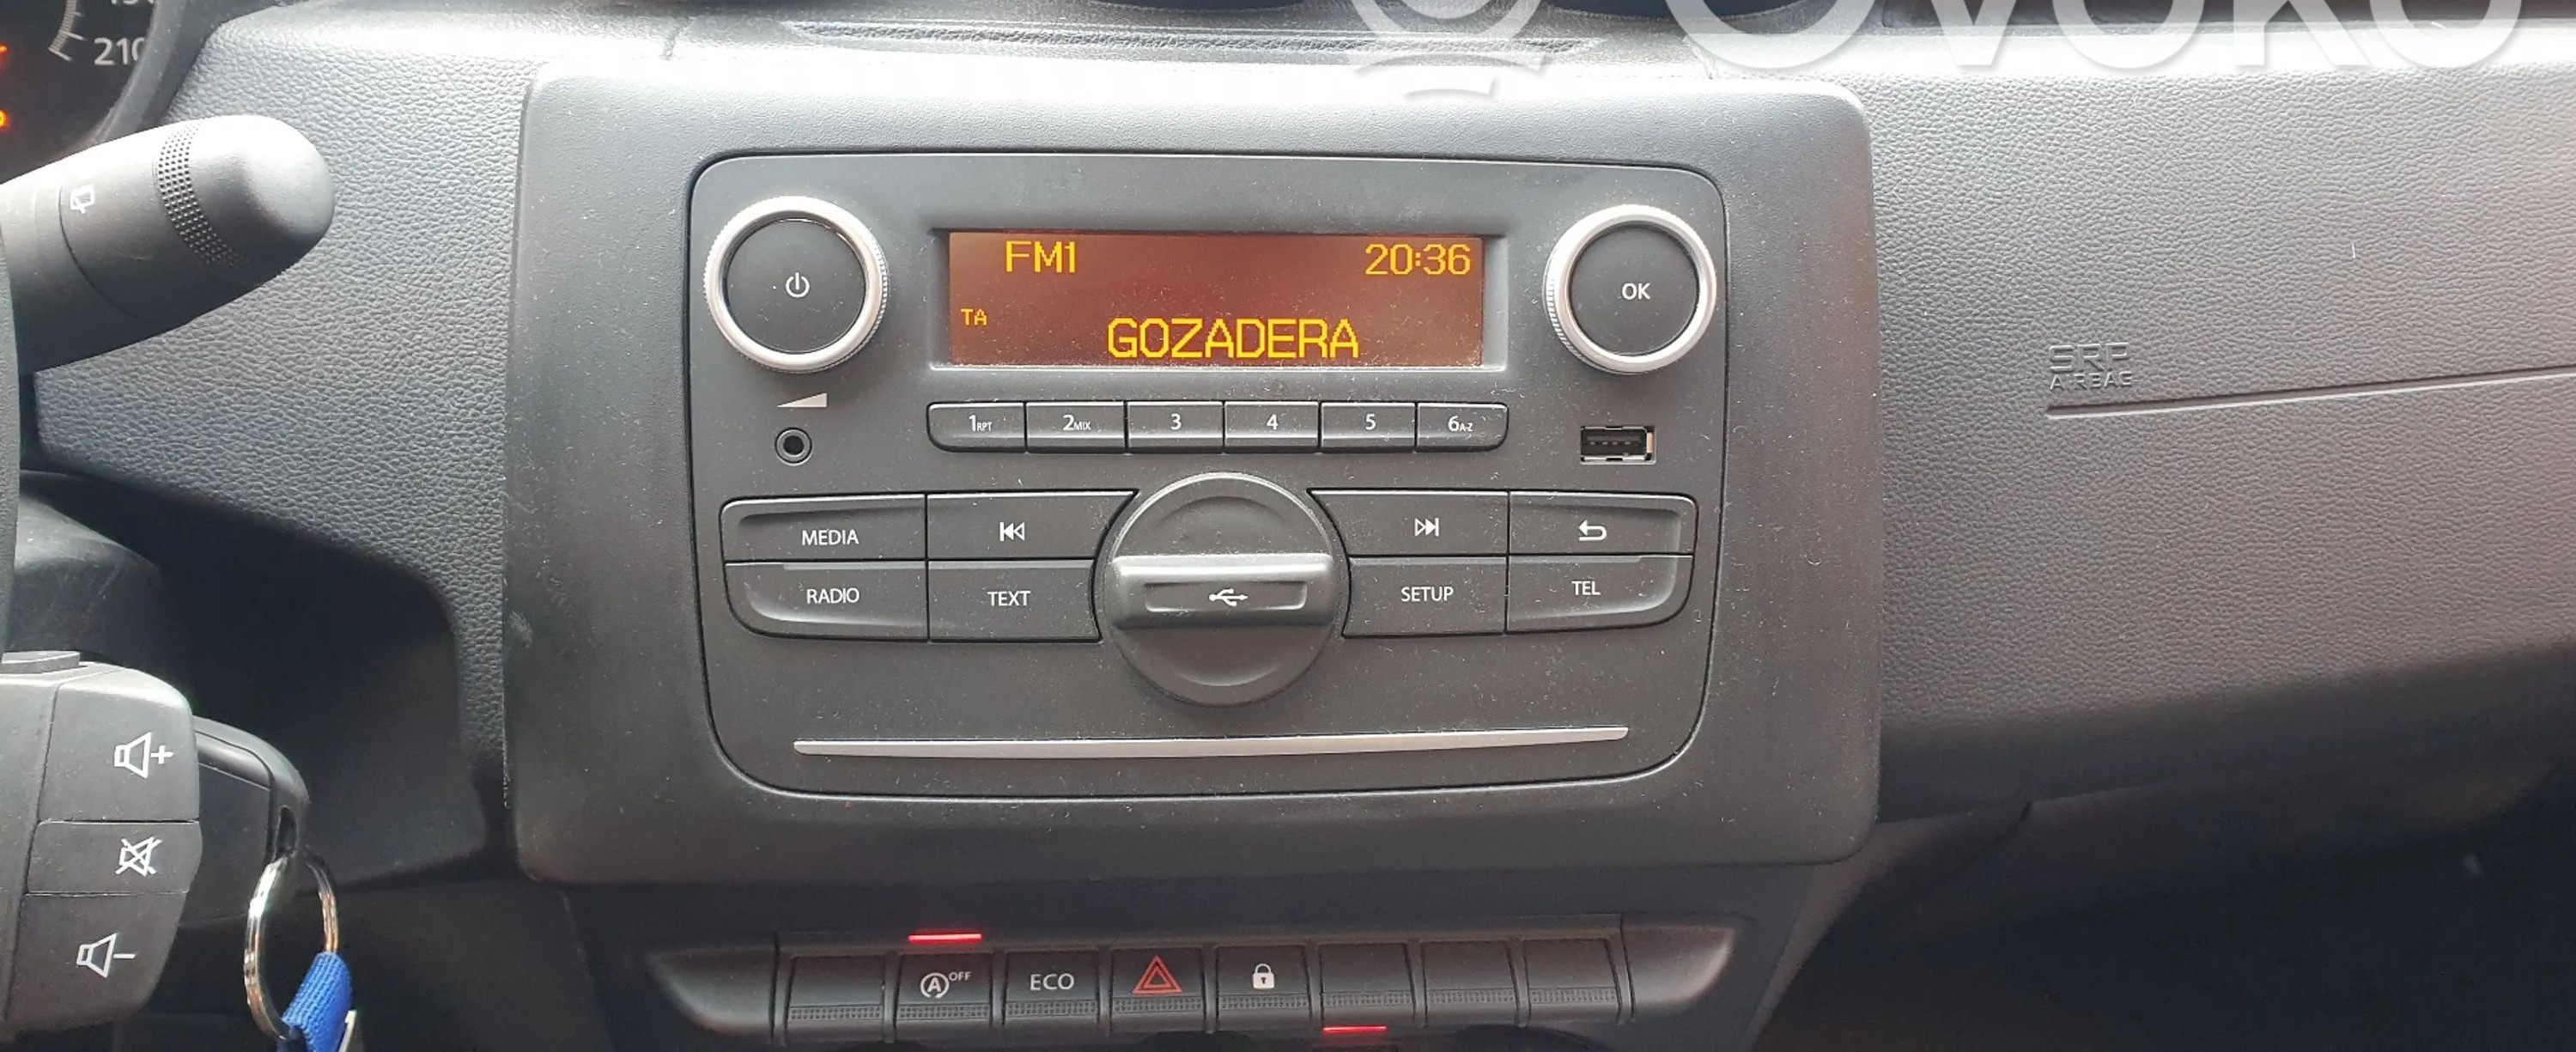 210
OVOKO
FM1 20:36
TA
GOZADERA
OK
1RPT 2MIX 3 4 5 6A-Z
MEDIA
RADIO TEXT SETUP TEL
SRP
AIRBAG
A OFF ECO